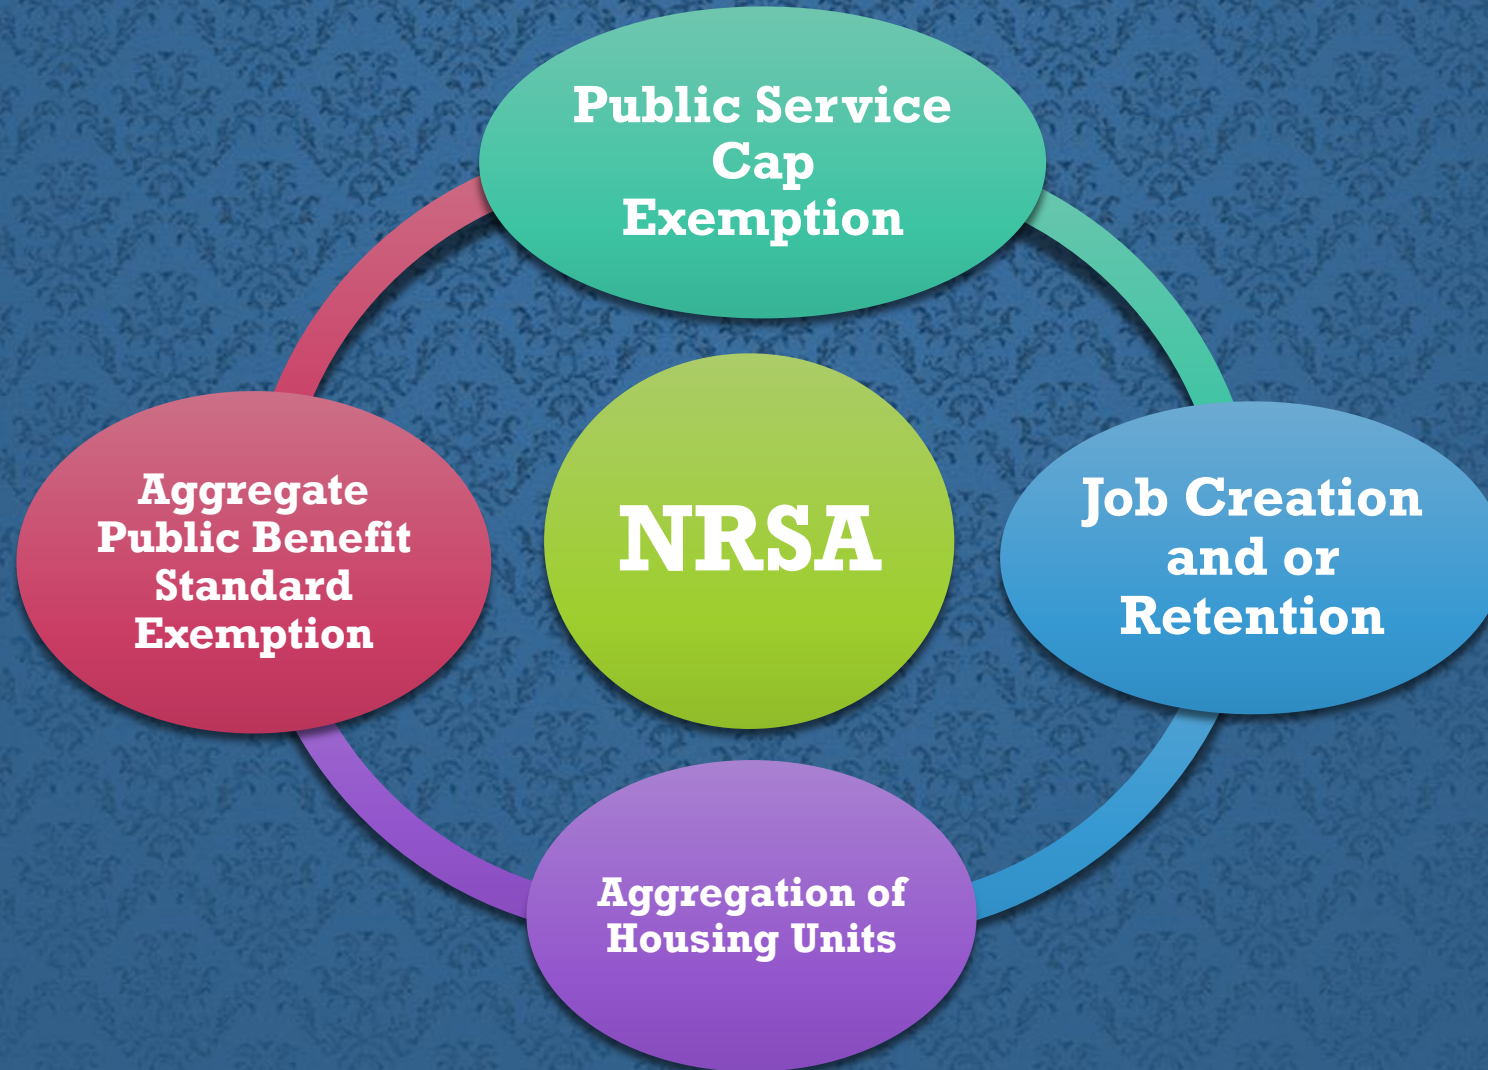 Public Service
Cap
Exemption
Aggregate
Public Benefit
Standard
Exemption
NRSA
Job Creation
and or
Retention
Aggregation of
Housing Units